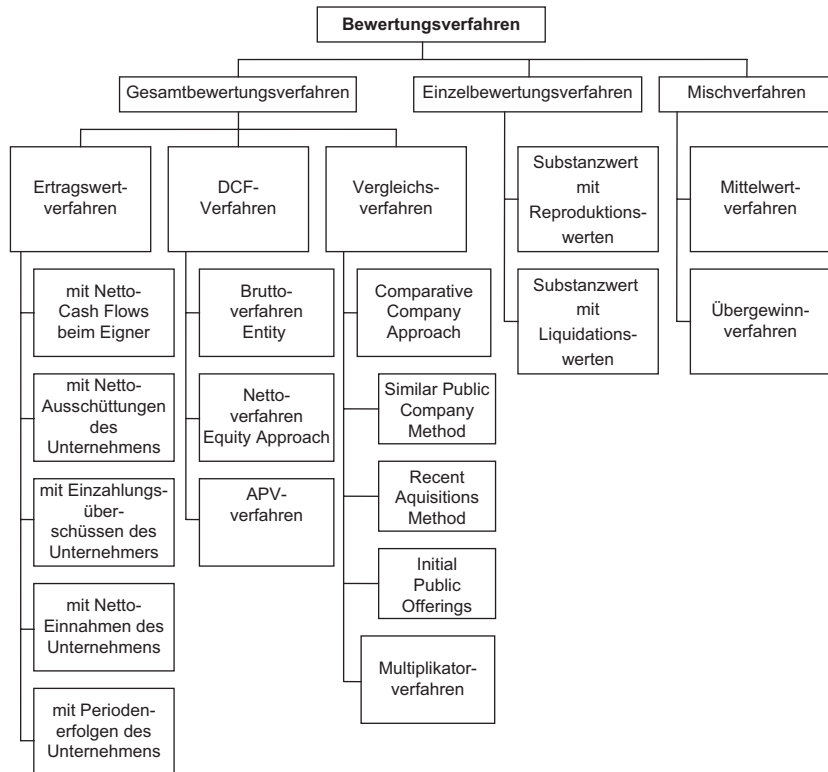 Bewertungsverfahren
Gesamtbewertungsverfahren
Einzelbewertungsverfahren
Mischverfahren
Ertragswert-
verfahren
DCF-
Verfahren
Vergleichs-
verfahren
Substanzwert
mit
Reproduktions-
werten
Mittelwert-
verfahren
mit Netto-
Cash Flows
beim Eigner
Brutto-
verfahren
Entity
Comparative
Company
Approach
Substanzwert
mit
Liquidations-
werten
Übergewinn-
verfahren
mit Netto-
Ausschüttungen
des
Unternehmens
Netto-
verfahren
Equity Approach
Similar Public
Company
Method
mit Einzahlungs-
über-
schüssen des
Unternehmers
APV-
verfahren
Recent
Aquisitions
Method
Initial
Public
Offerings
mit Netto-
Einnahmen des
Unternehmens
Multiplikator-
verfahren
mit Perioden-
erfolgen des
Unternehmens